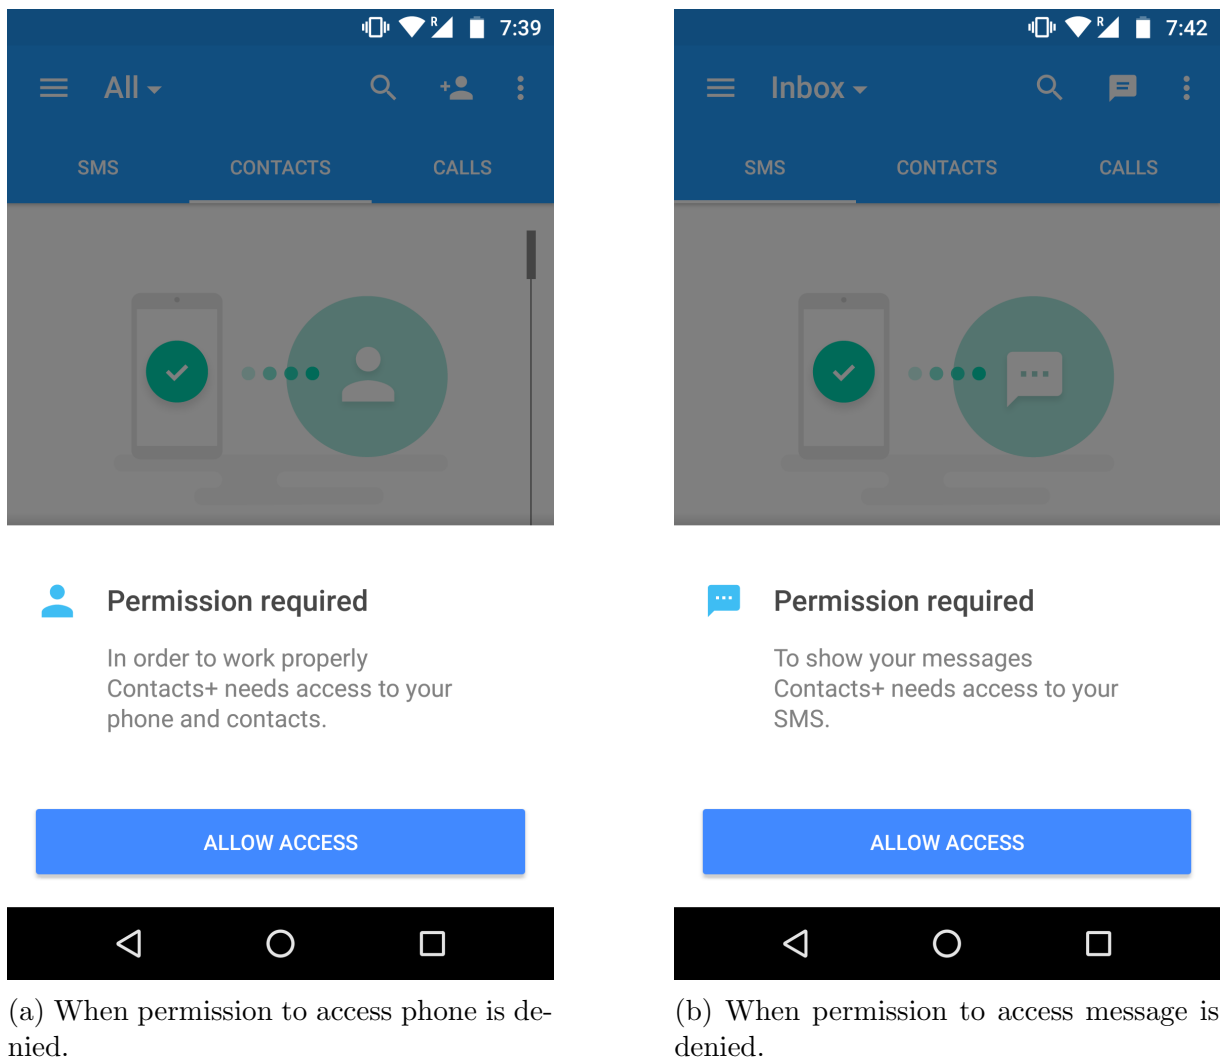 R
7:39
All
SMS CONTACTS CALLS
Permission required
In order to work properly
Contacts+ needs access to your
phone and contacts.
ALLOW ACCESS
(a) When permission to access phone is de-
nied.
R
7:42
Inbox
SMS CONTACTS CALLS
Permission required
To show your messages
Contacts+ needs access to your
SMS.
ALLOW ACCESS
(b) When permission to access message is
denied.